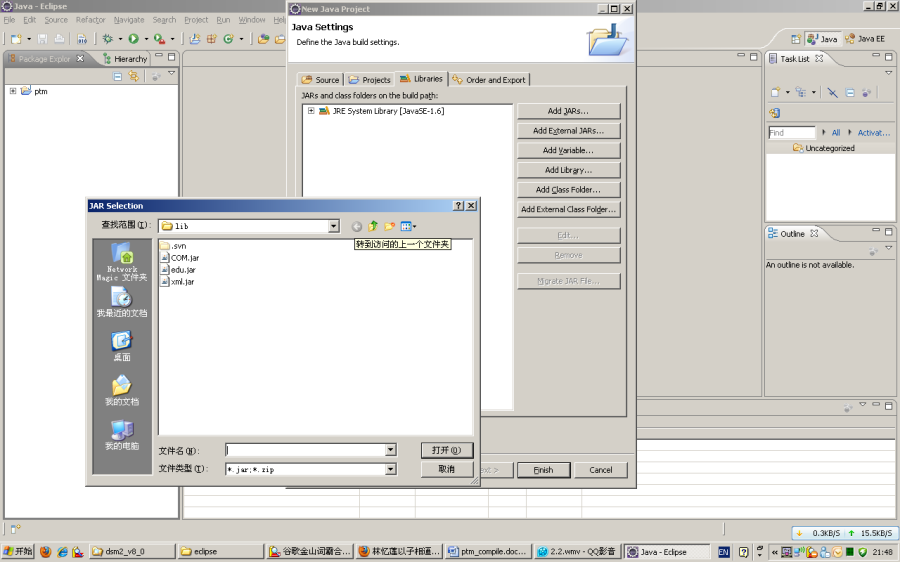 Java - Eclipse
File Edit Source Refactor Navigate Search Project Run Window He
Java Java EE
Package Explor Hierarchy
ptm
New Java Project
Java Settings
Define the Java build settings.
Source Projects Libraries Order and Export
JARs and class folders on the build path:
JRE System Library [JavaSE-1.6]
Add JARs...
Add External JARs...
Add Variable...
Add Library...
Add Class Folder...
Add External Class Folder...
Edit...
Remove
Migrate JAR File...
ext >
Finish
Cancel
Task List
Find All Activat...
Uncategorized
Outline
An outline is not available.
JAR Selection
查找范围(I): lib
转到访问的上一个文件夹
Network
Magic 文件夹
我最近的文档
桌面
我的文档
我的电脑
.svn
COM.jar
edu.jar
xml.jar
文件名(N): 打开(O)
文件类型(T): *.jar;*.zip 取消
0.3KB/S 15.5KB/S
开始 dsm2_v8_0 eclipse 谷歌金山词霸合... 林忆莲以子相逼... ptm_compile.doc... 2.2.wmv - QQ影音 Java - Eclipse EN 21:48